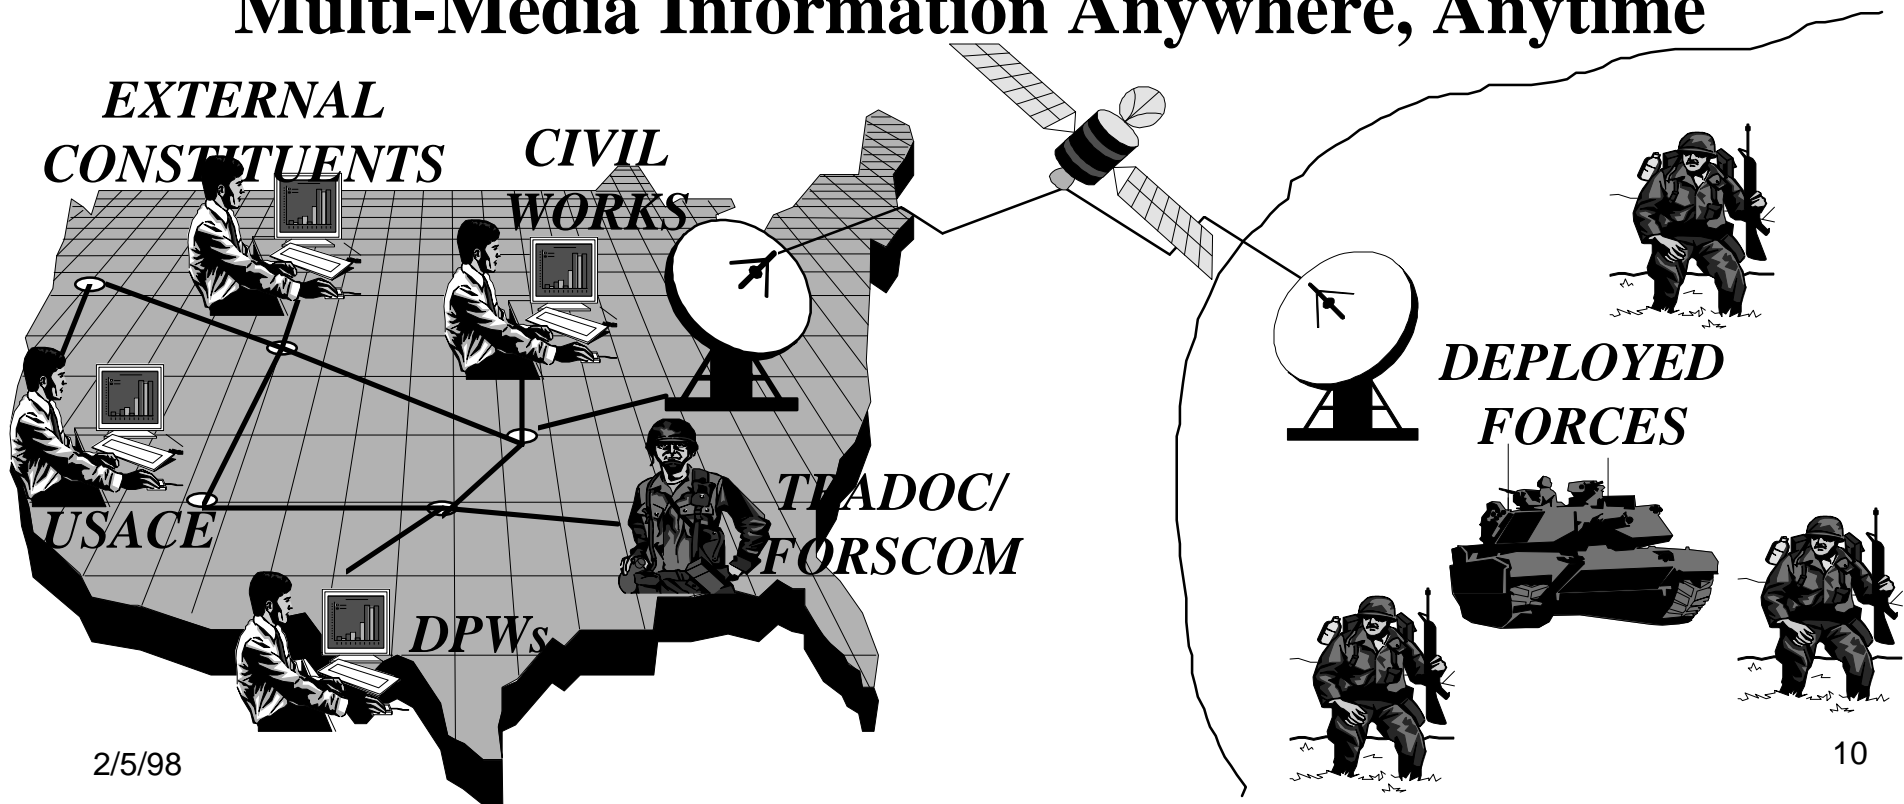 Multi-Media Information Anywhere, Anytime
EXTERNAL
CONSTITUENTS
CIVIL
WORKS
DEPLOYED
FORCES
TRADOC/
FORSCOM
USACE
DPWs
2/5/98
10